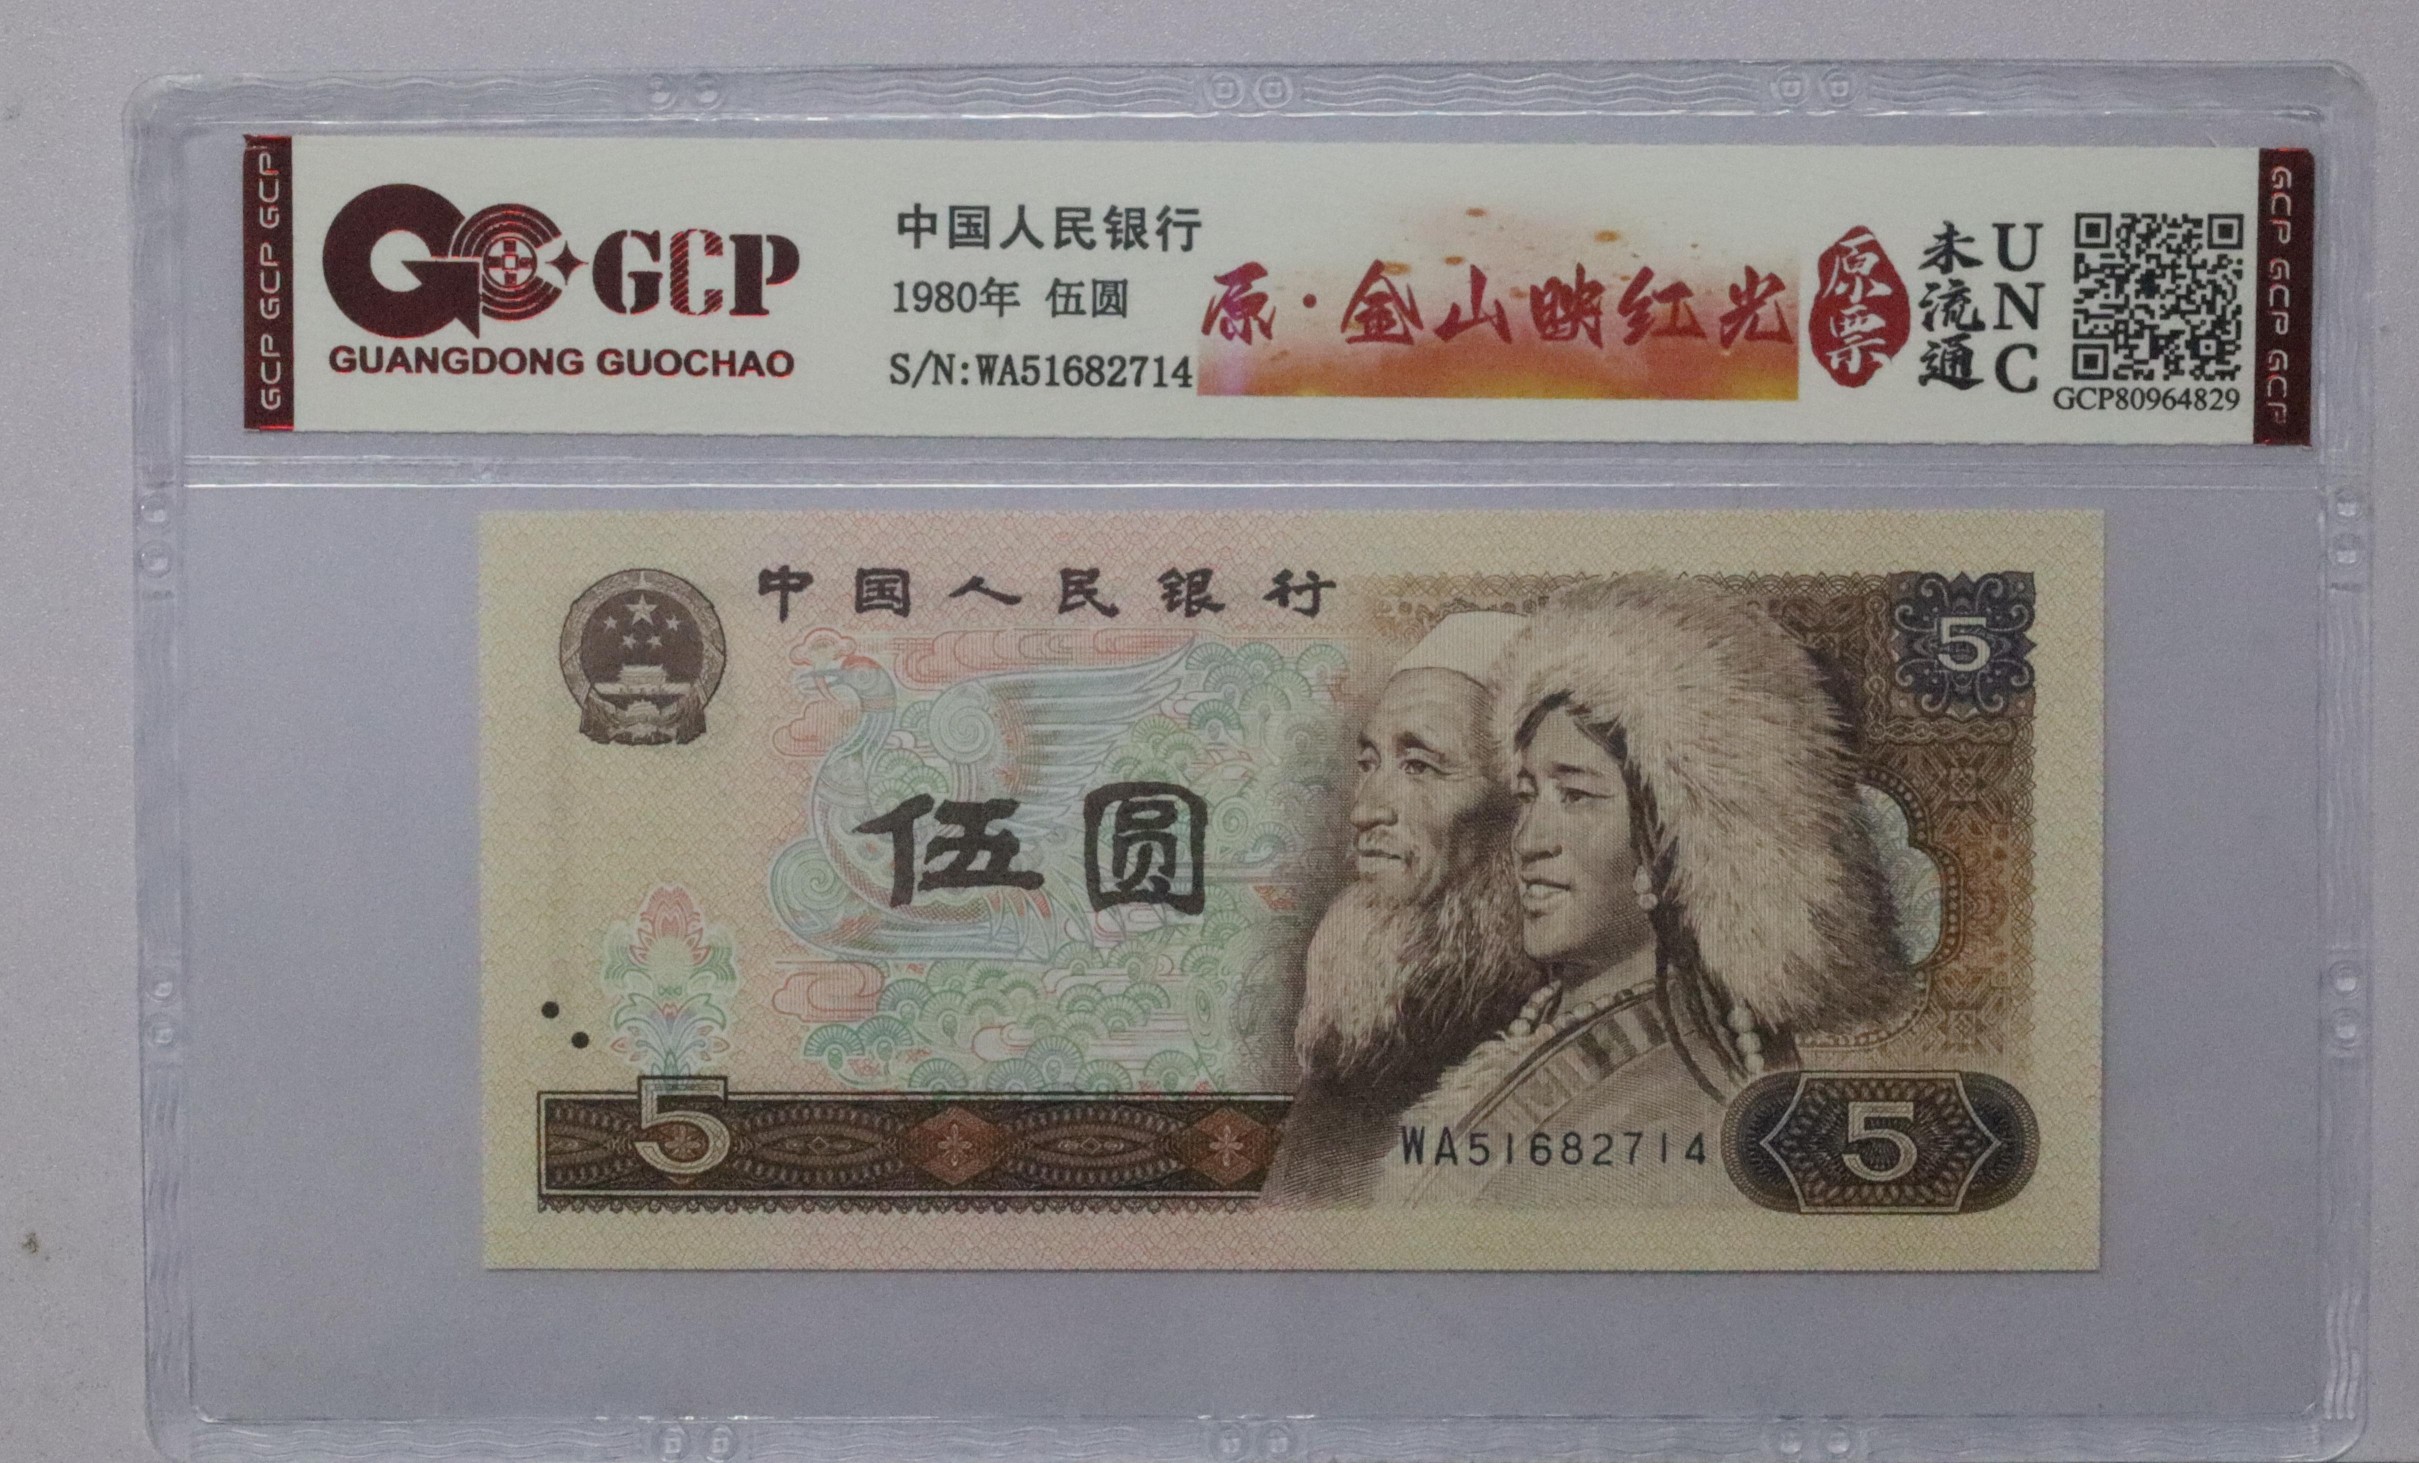 GCP GCP GCP
GCP
GUANGDONG GUOCHAO
中国人民银行
1980年 伍圆
S/N:WA51682714
原·金山映红光
原票
未流通
UNC
GCP80964829
GCP GCP GCP
中国人民银行
5
伍圆
5
WA51682714
5